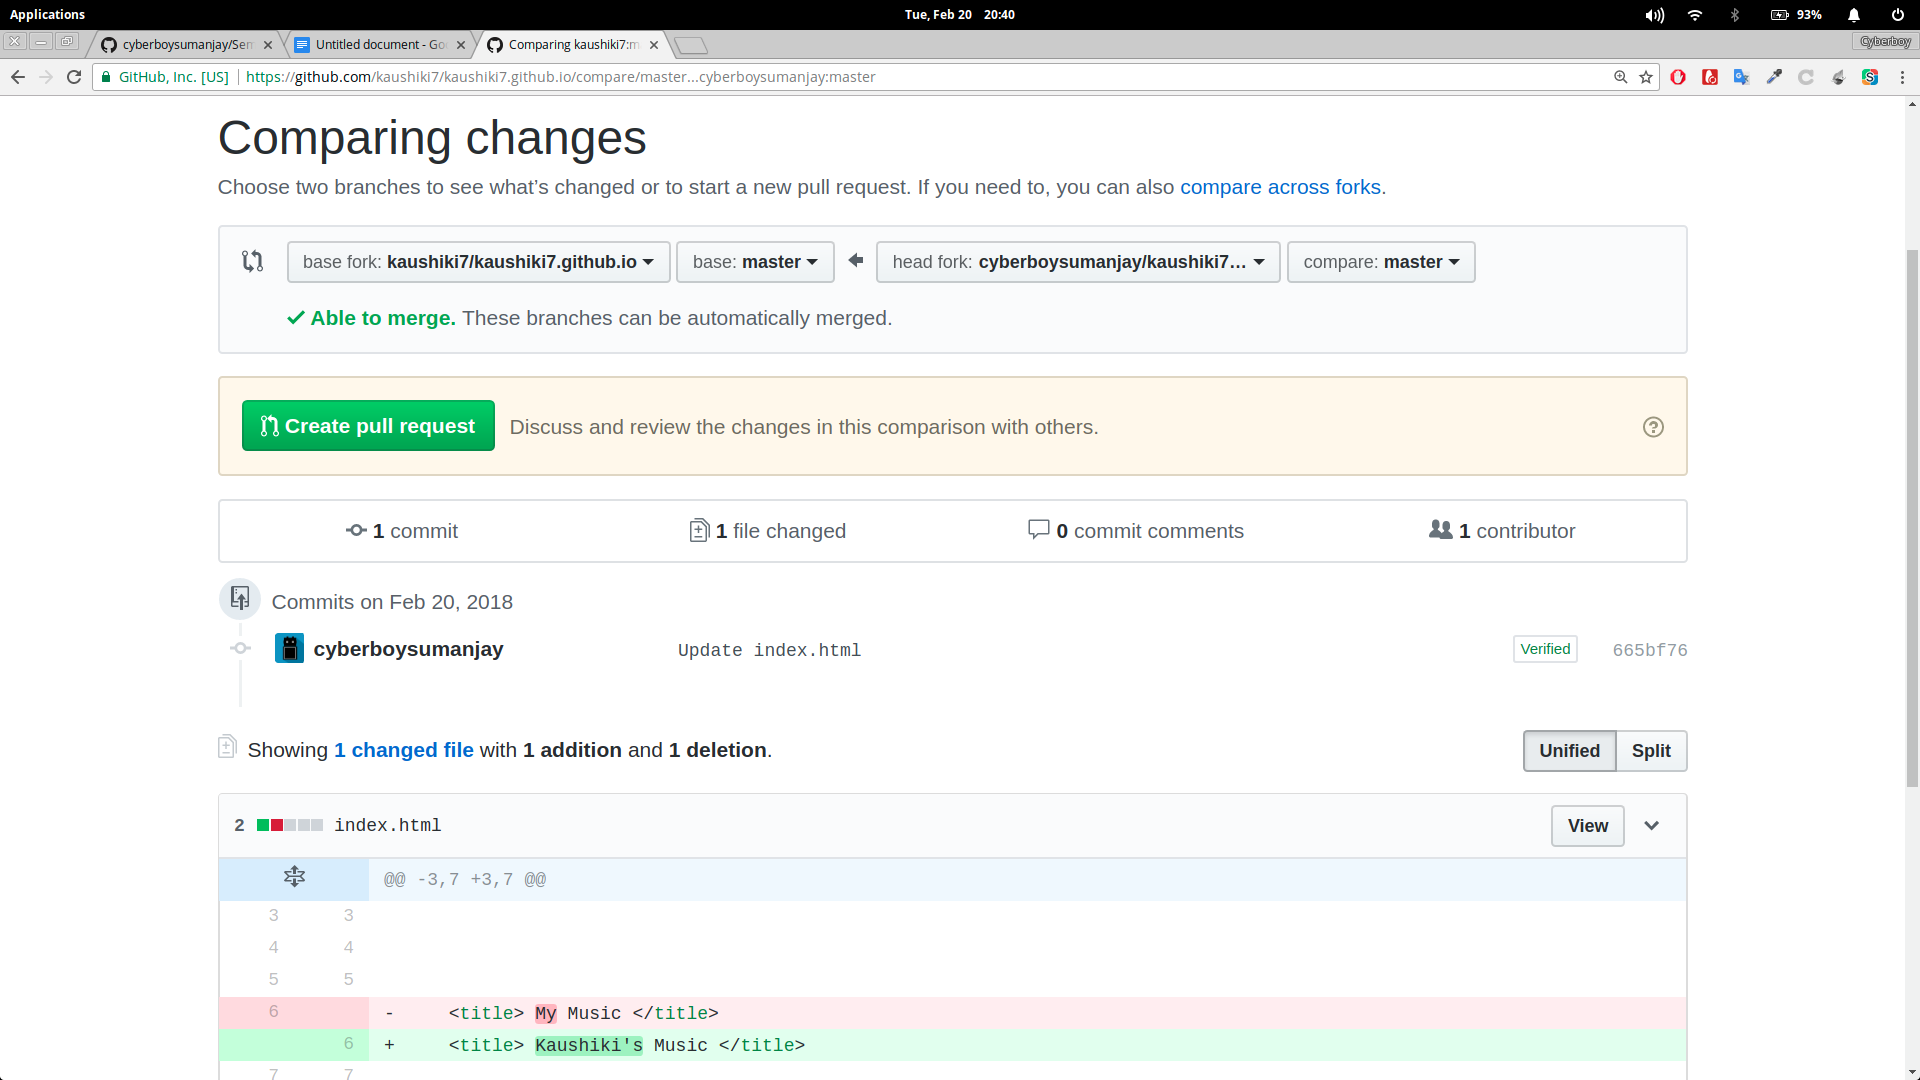 Applications
Tue, Feb 20 20:40
93%
cyberboysumanjay/Sem
Untitled document - Goo
Comparing kaushiki7:m
Cyberboy
GitHub, Inc. [US] https://github.com/kaushiki7/kaushiki7.github.io/compare/master...cyberboysumanjay:master
Comparing changes
Choose two branches to see what’s changed or to start a new pull request. If you need to, you can also compare across forks.
base fork: kaushiki7/kaushiki7.github.io base: master head fork: cyberboysumanjay/kaushiki7… compare: master
Able to merge. These branches can be automatically merged.
Create pull request Discuss and review the changes in this comparison with others.
1 commit 1 file changed 0 commit comments 1 contributor
Commits on Feb 20, 2018
cyberboysumanjay Update index.html Verified 665bf76
Showing 1 changed file with 1 addition and 1 deletion. Unified Split
2 index.html View
@@ -3,7 +3,7 @@
3 3
4 4
5 5
6 - <title> My Music </title>
6 + <title> Kaushiki's Music </title>
7 7